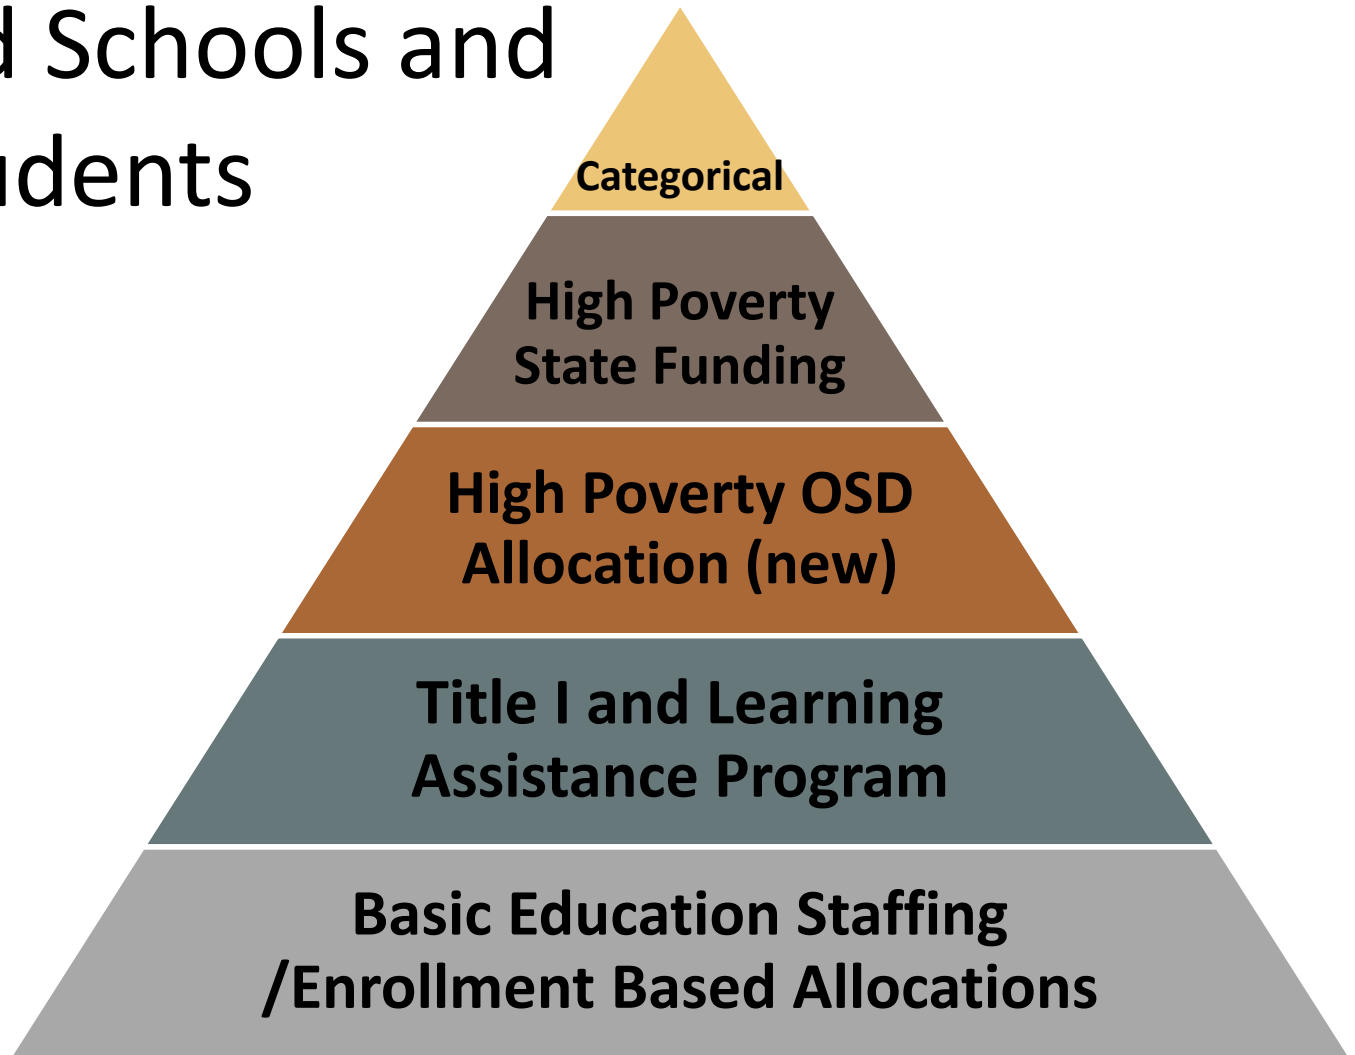 Schools and
Categorical
High Poverty
State Funding
High Poverty OSD
Allocation (new)
Title I and Learning
Assistance Program
Basic Education Staffing
/Enrollment Based Allocations